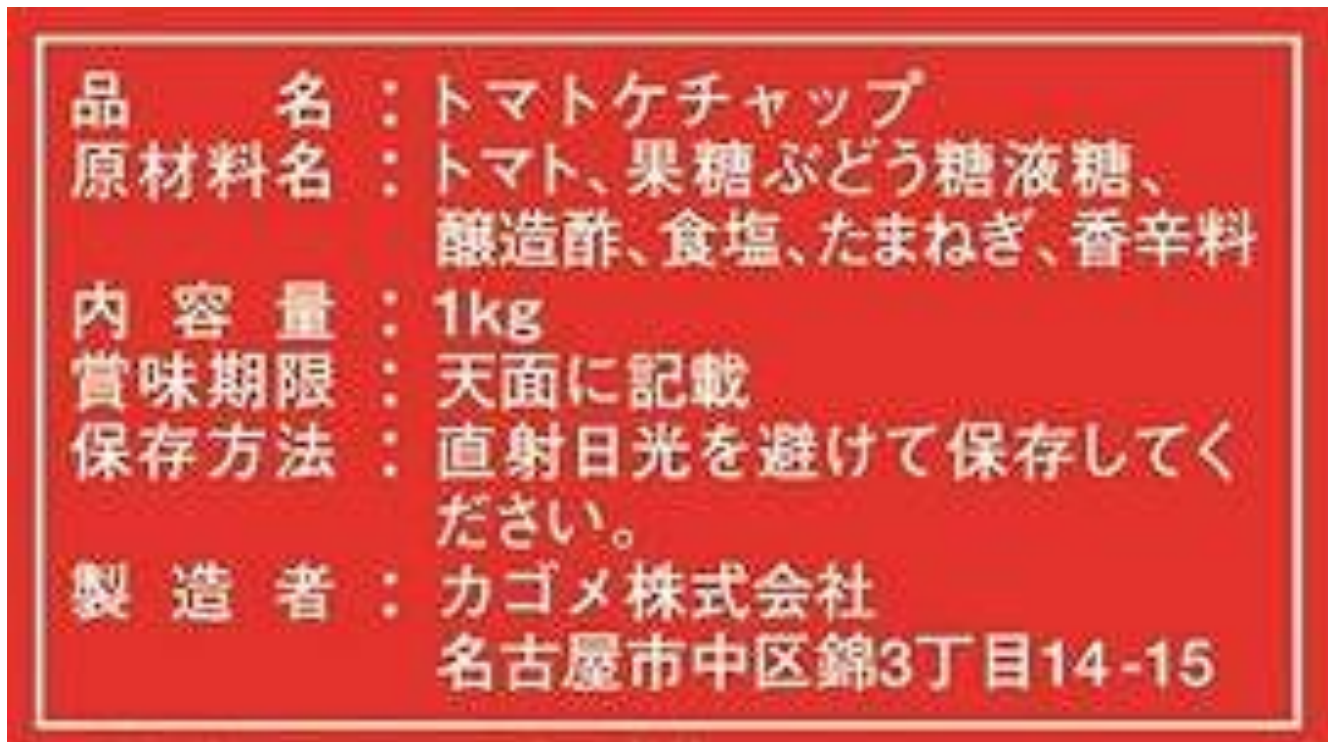 品名：トマトケチャップ
原材料名：トマト、果糖ぶどう糖液糖、
醸造酢、食塩、たまねぎ、香辛料
内容量：1kg
賞味期限：天面に記載
保存方法：直射日光を避けて保存してく
ださい。
製造者：カゴメ株式会社
名古屋市中区錦3丁目14-15